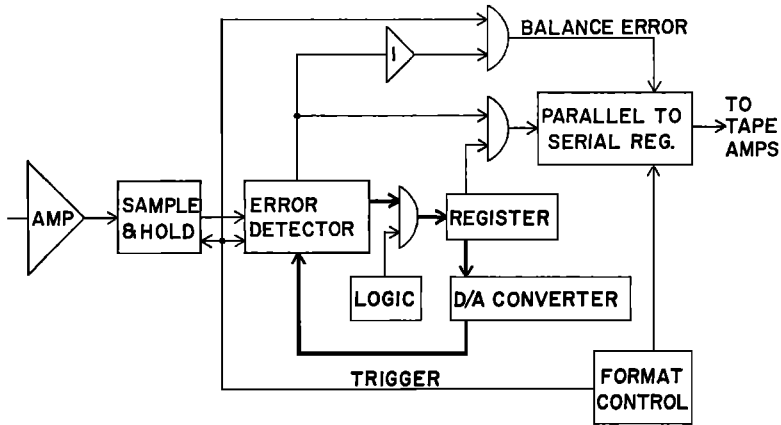 BALANCE ERROR
I
PARALLEL TO
SERIAL REG.
TO
TAPE
AMPS
AMP
SAMPLE
& HOLD
ERROR
DETECTOR
REGISTER
LOGIC
D/A CONVERTER
TRIGGER
FORMAT
CONTROL